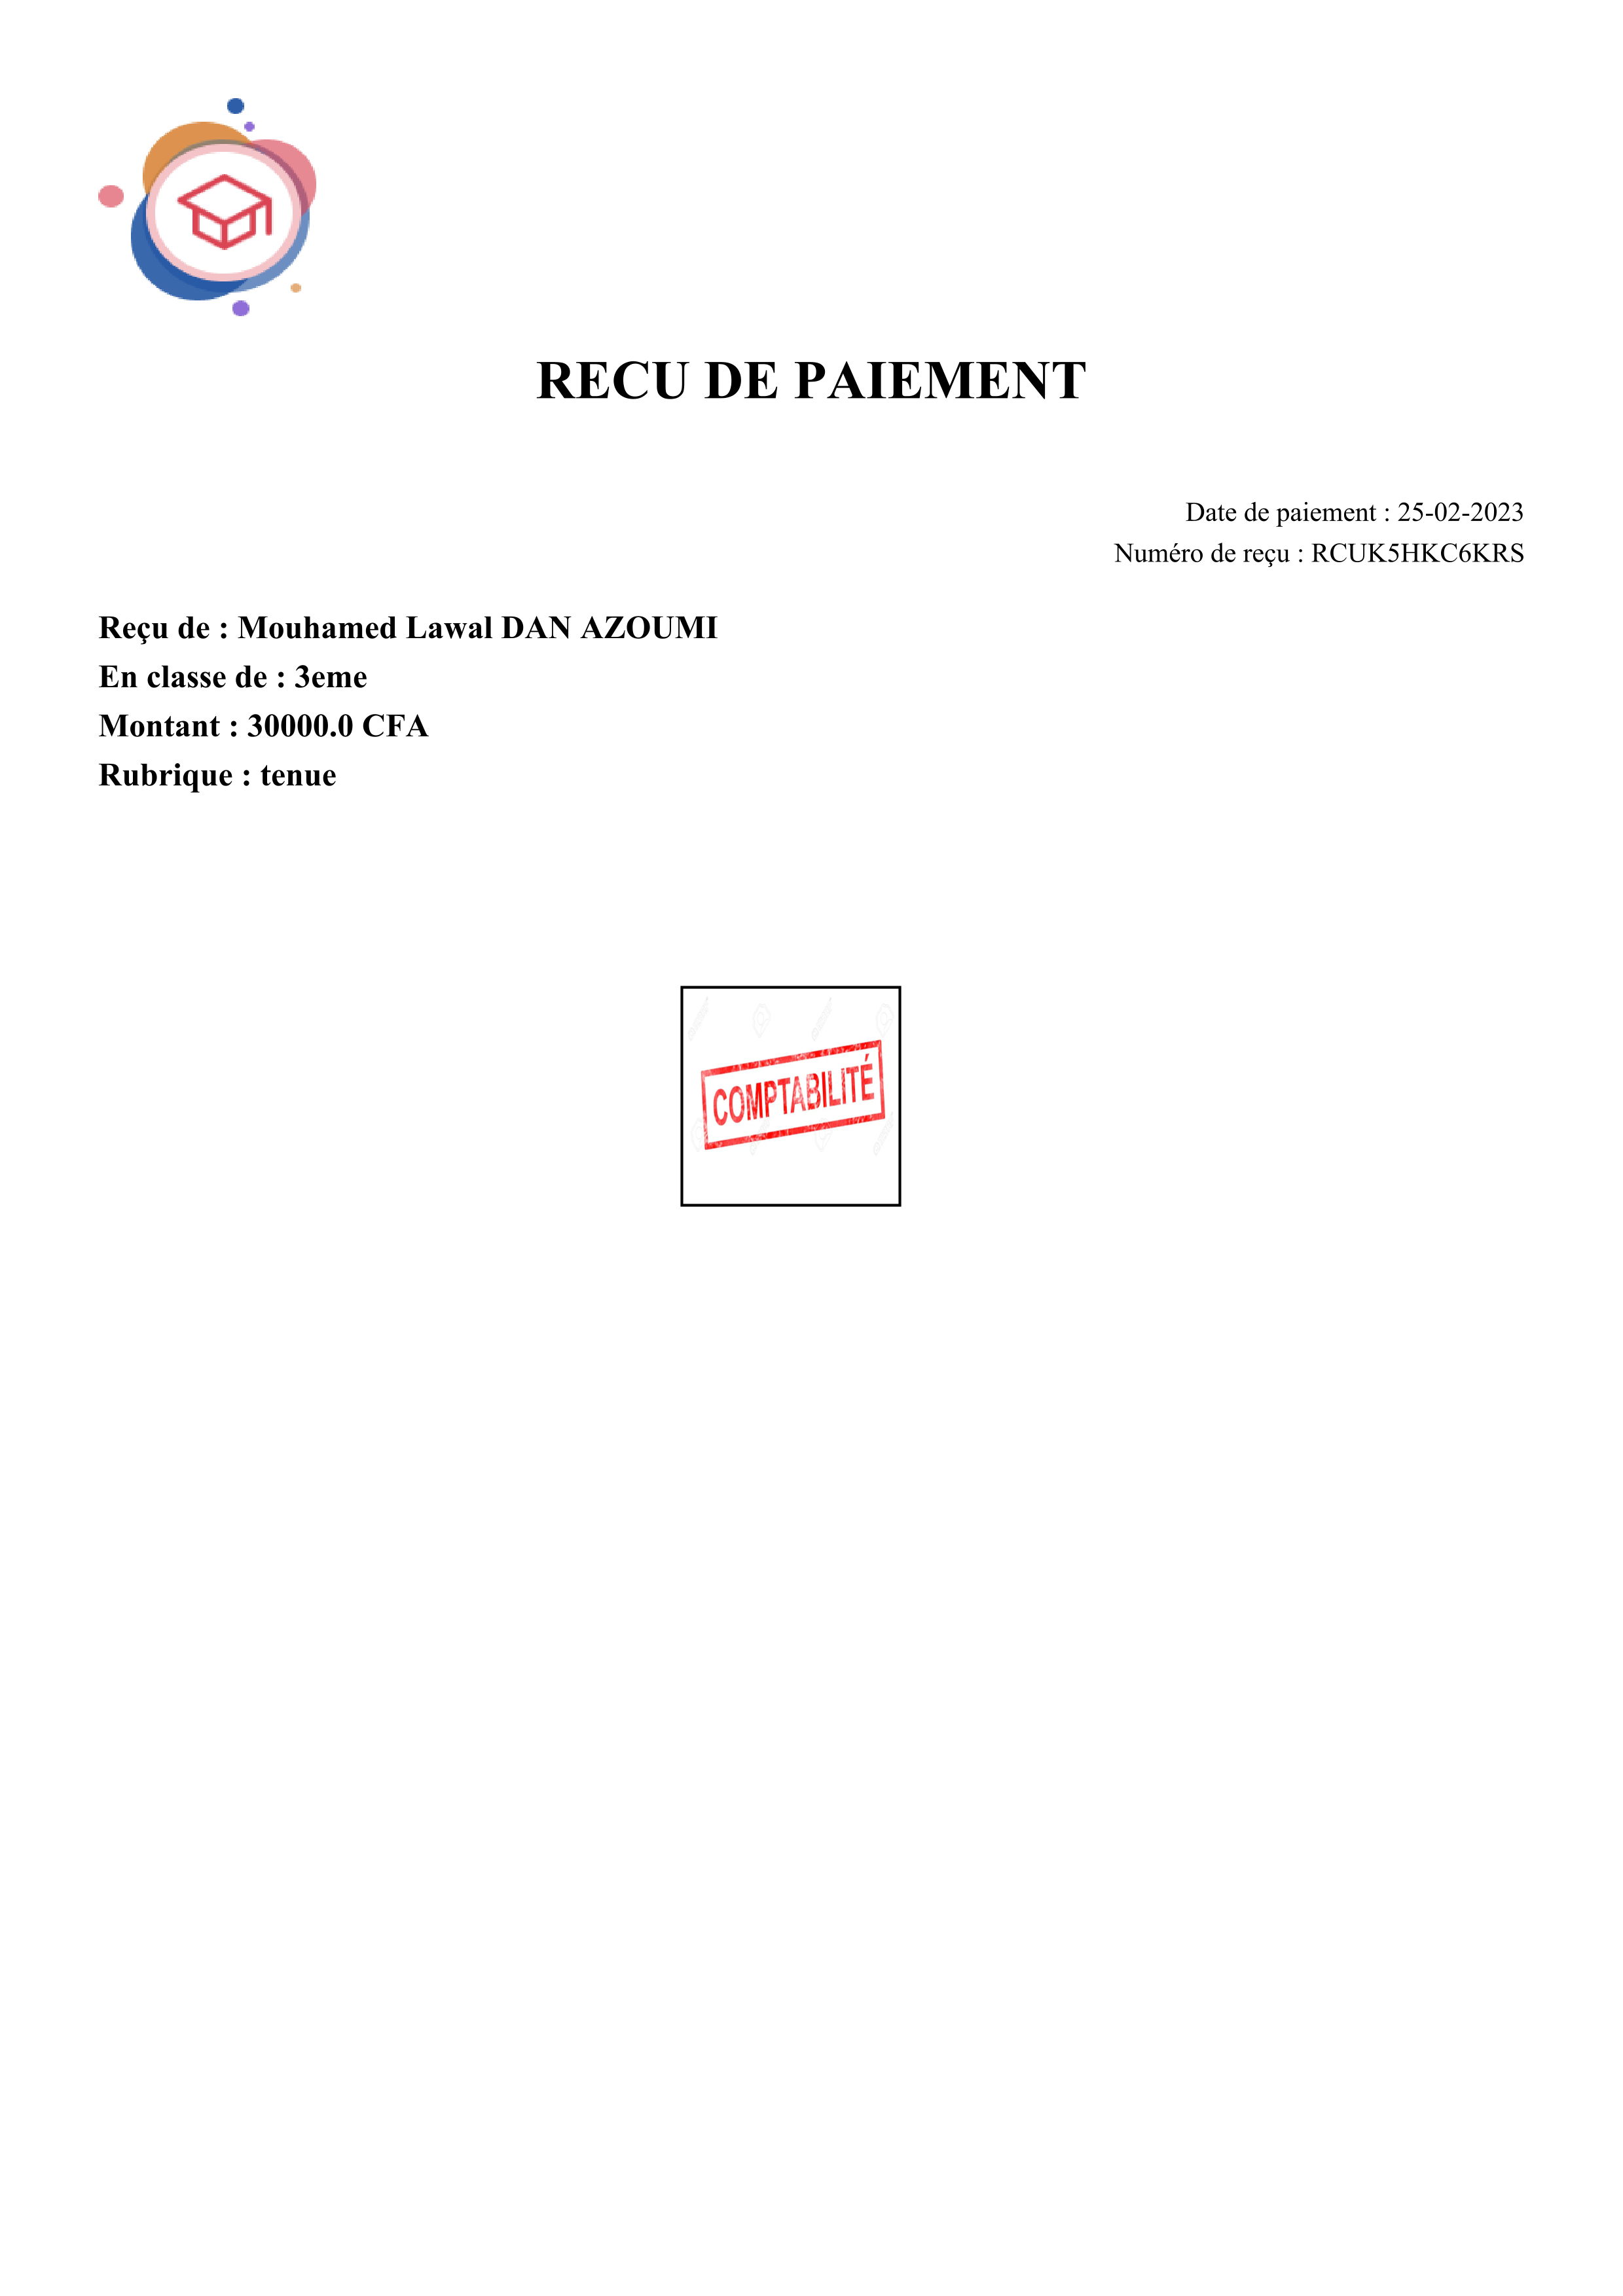 RECU DE PAIEMENT
Date de paiement : 25-02-2023
Numéro de reçu : RCUK5HKC6KRS
Reçu de : Mouhamed Lawal DAN AZOUMI
En classe de : 3eme
Montant : 30000.0 CFA
Rubrique : tenue
COMPTABILITÉ